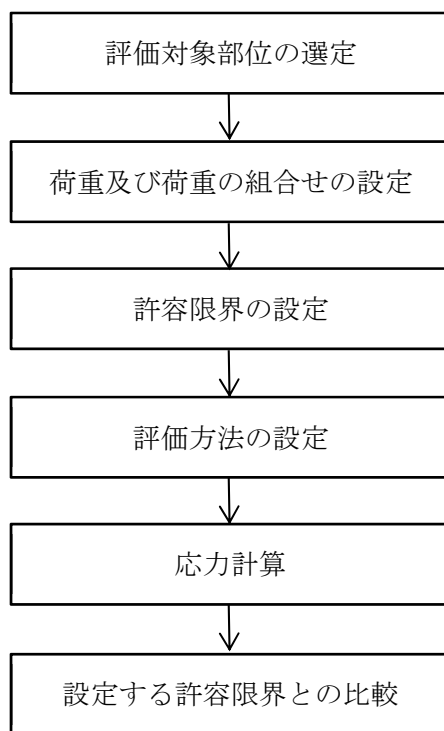 評価対象部位の選定
荷重及び荷重の組合せの設定
許容限界の設定
評価方法の設定
応力計算
設定する許容限界との比較